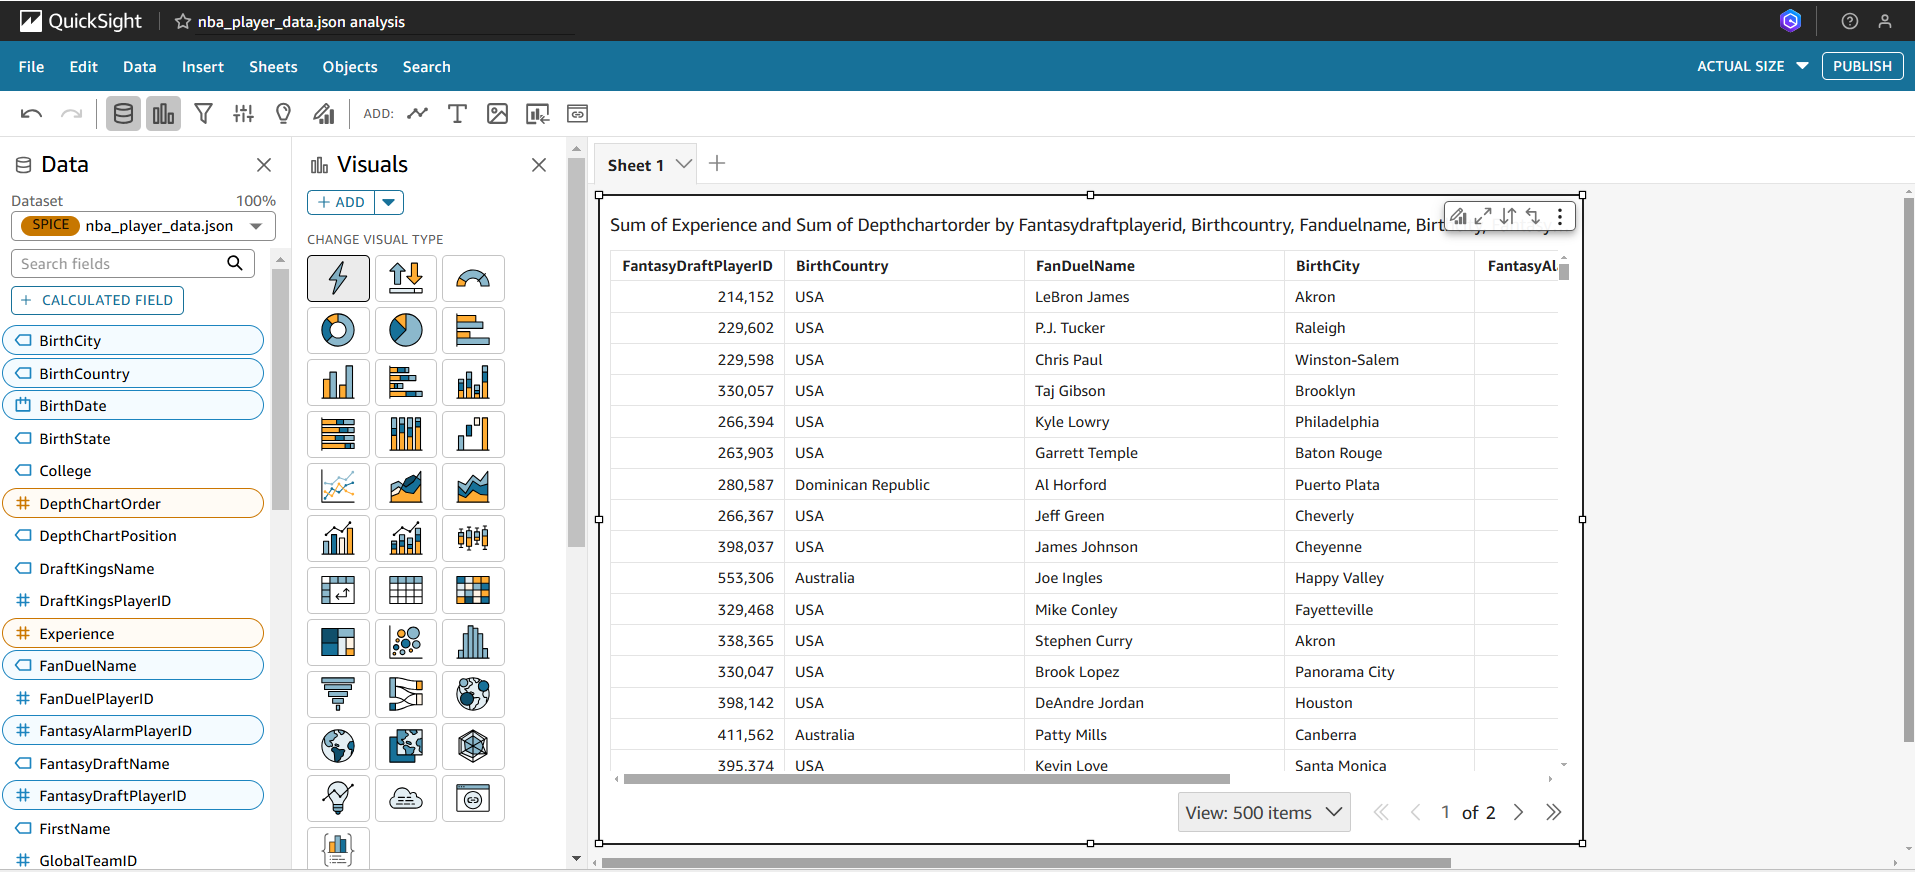 QuickSight
nba_player_data.json analysis
File Edit Data Insert Sheets Objects Search
ACTUAL SIZE
PUBLISH
ADD:
Data
Dataset 100%
SPICE nba_player_data.json
Search fields
+ CALCULATED FIELD
BirthCity
BirthCountry
BirthDate
BirthState
College
DepthChartOrder
DepthChartPosition
DraftKingsName
DraftKingsPlayerID
Experience
FanDuelName
FanDuelPlayerID
FantasyAlarmPlayerID
FantasyDraftName
FantasyDraftPlayerID
FirstName
GlobalTeamID
Visuals
+ ADD
CHANGE VISUAL TYPE
Sheet 1
Sum of Experience and Sum of Depthchartorder by Fantasydraftplayerid, Birthcountry, Fanduelname, Birt
FantasyDraftPlayerID BirthCountry FanDuelName BirthCity FantasyAl
214,152 USA LeBron James Akron
229,602 USA P.J. Tucker Raleigh
229,598 USA Chris Paul Winston-Salem
330,057 USA Taj Gibson Brooklyn
266,394 USA Kyle Lowry Philadelphia
263,903 USA Garrett Temple Baton Rouge
280,587 Dominican Republic Al Horford Puerto Plata
266,367 USA Jeff Green Cheverly
398,037 USA James Johnson Cheyenne
553,306 Australia Joe Ingles Happy Valley
329,468 USA Mike Conley Fayetteville
338,365 USA Stephen Curry Akron
330,047 USA Brook Lopez Panorama City
398,142 USA DeAndre Jordan Houston
411,562 Australia Patty Mills Canberra
395,374 USA Kevin Love Santa Monica
View: 500 items
1 of 2